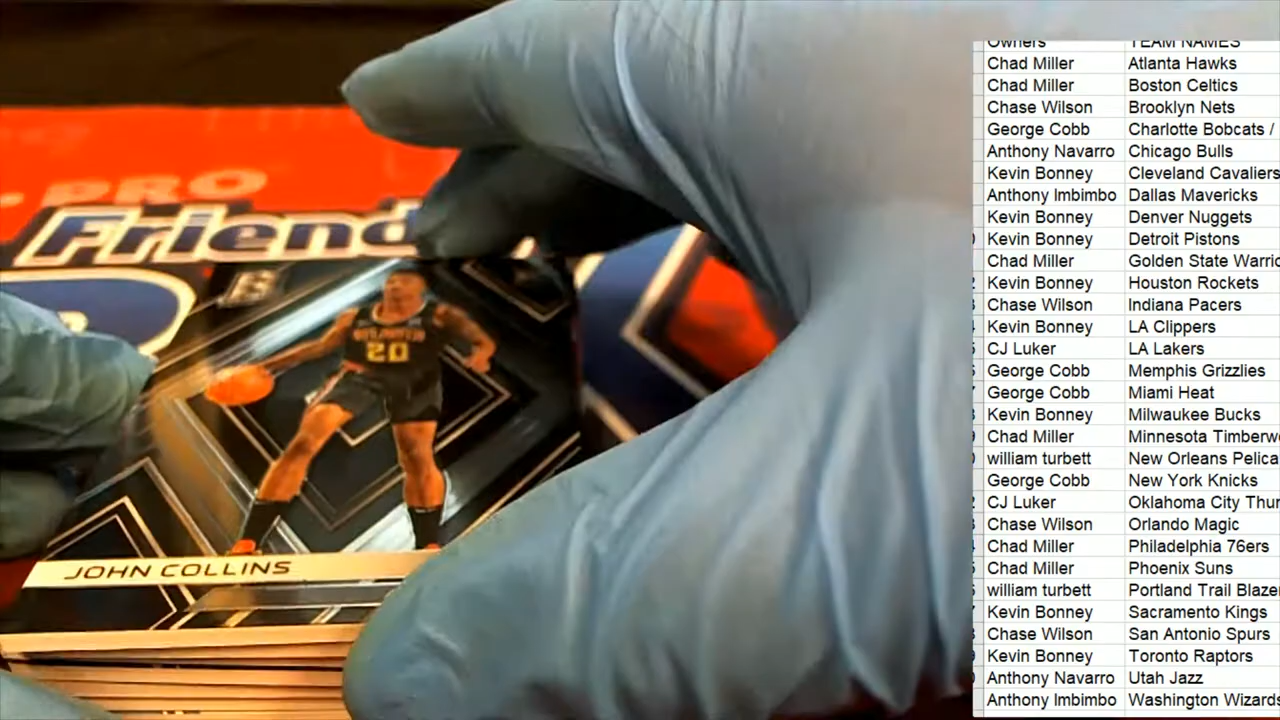 PRO
Friend
ATLANTA
20
JOHN COLLINS
Owners TEAM NAMES
Chad Miller Atlanta Hawks
Chad Miller Boston Celtics
Chase Wilson Brooklyn Nets
George Cobb Charlotte Bobcats /
Anthony Navarro Chicago Bulls
Kevin Bonney Cleveland Cavaliers
Anthony Imbimbo Dallas Mavericks
Kevin Bonney Denver Nuggets
Kevin Bonney Detroit Pistons
Chad Miller Golden State Warrio
Kevin Bonney Houston Rockets
Chase Wilson Indiana Pacers
Kevin Bonney LA Clippers
CJ Luker LA Lakers
George Cobb Memphis Grizzlies
George Cobb Miami Heat
Kevin Bonney Milwaukee Bucks
Chad Miller Minnesota Timberwo
william turbett New Orleans Pelica
George Cobb New York Knicks
CJ Luker Oklahoma City Thun
Chase Wilson Orlando Magic
Chad Miller Philadelphia 76ers
Chad Miller Phoenix Suns
william turbett Portland Trail Blaze
Kevin Bonney Sacramento Kings
Chase Wilson San Antonio Spurs
Kevin Bonney Toronto Raptors
Anthony Navarro Utah Jazz
Anthony Imbimbo Washington Wizards